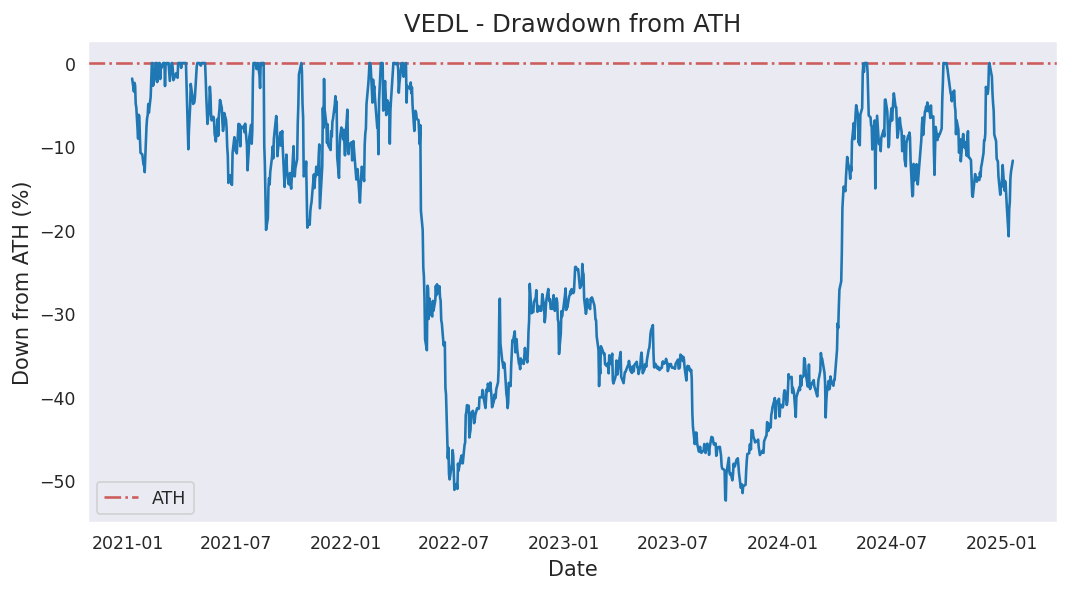 VEDL - Drawdown from ATH
Down from ATH (%)
0
−10
−20
−30
−40
−50
ATH
2021-01 2021-07 2022-01 2022-07 2023-01 2023-07 2024-01 2024-07 2025-01
Date